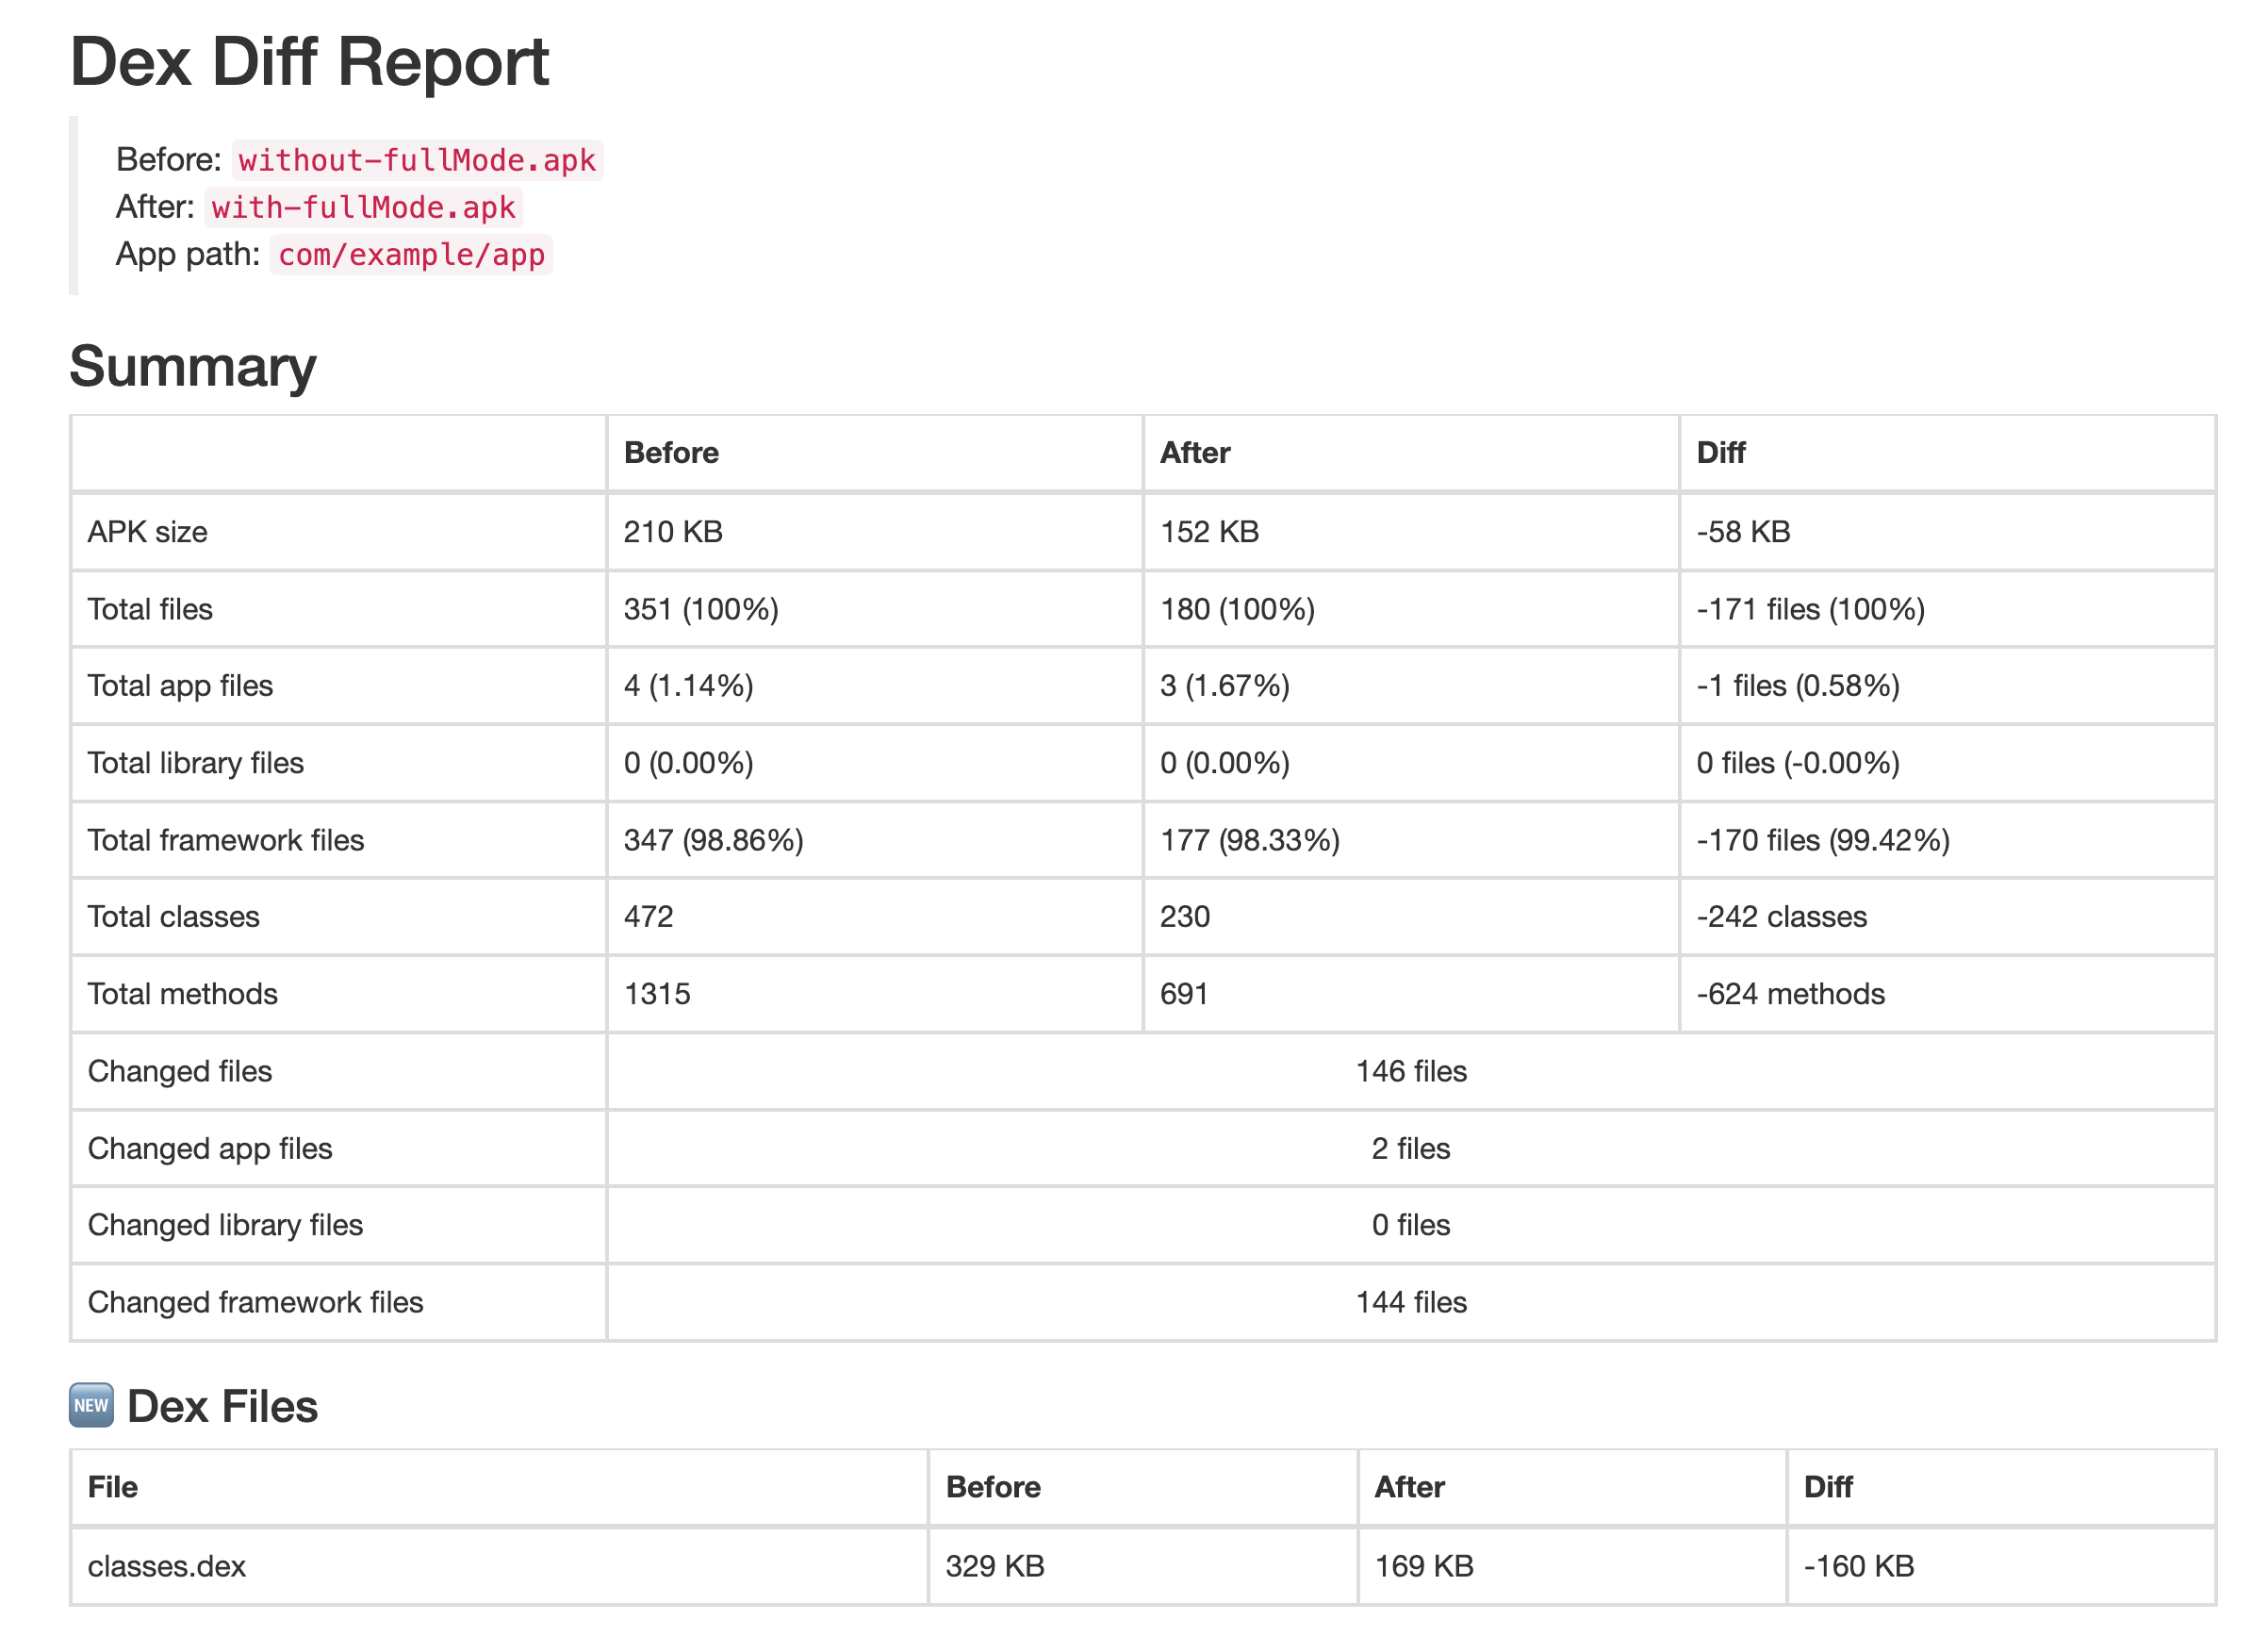 Dex Diff Report
Before: without-fullMode.apk
After: with-fullMode.apk
App path: com/example/app
Summary
Before After Diff
APK size 210 KB 152 KB -58 KB
Total files 351 (100%) 180 (100%) -171 files (100%)
Total app files 4 (1.14%) 3 (1.67%) -1 files (0.58%)
Total library files 0 (0.00%) 0 (0.00%) 0 files (-0.00%)
Total framework files 347 (98.86%) 177 (98.33%) -170 files (99.42%)
Total classes 472 230 -242 classes
Total methods 1315 691 -624 methods
Changed files 146 files
Changed app files 2 files
Changed library files 0 files
Changed framework files 144 files
NEW Dex Files
File Before After Diff
classes.dex 329 KB 169 KB -160 KB